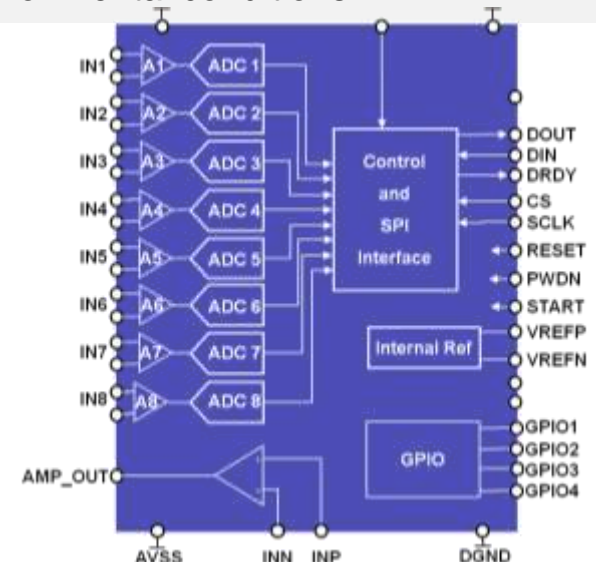 IN1
A1
ADC 1
IN2
A2
ADC 2
IN3
A3
ADC 3
IN4
A4
ADC 4
IN5
A5
ADC 5
IN6
A6
ADC 6
IN7
A7
ADC 7
IN8
A8
ADC 8
Control
and
SPI
Interface
DOUT
DIN
DRDY
CS
SCLK
RESET
PWDN
START
Internal Ref
VREFP
VREFN
GPIO
GPIO1
GPIO2
GPIO3
GPIO4
AMP_OUT
AVSS
INN
INP
DGND